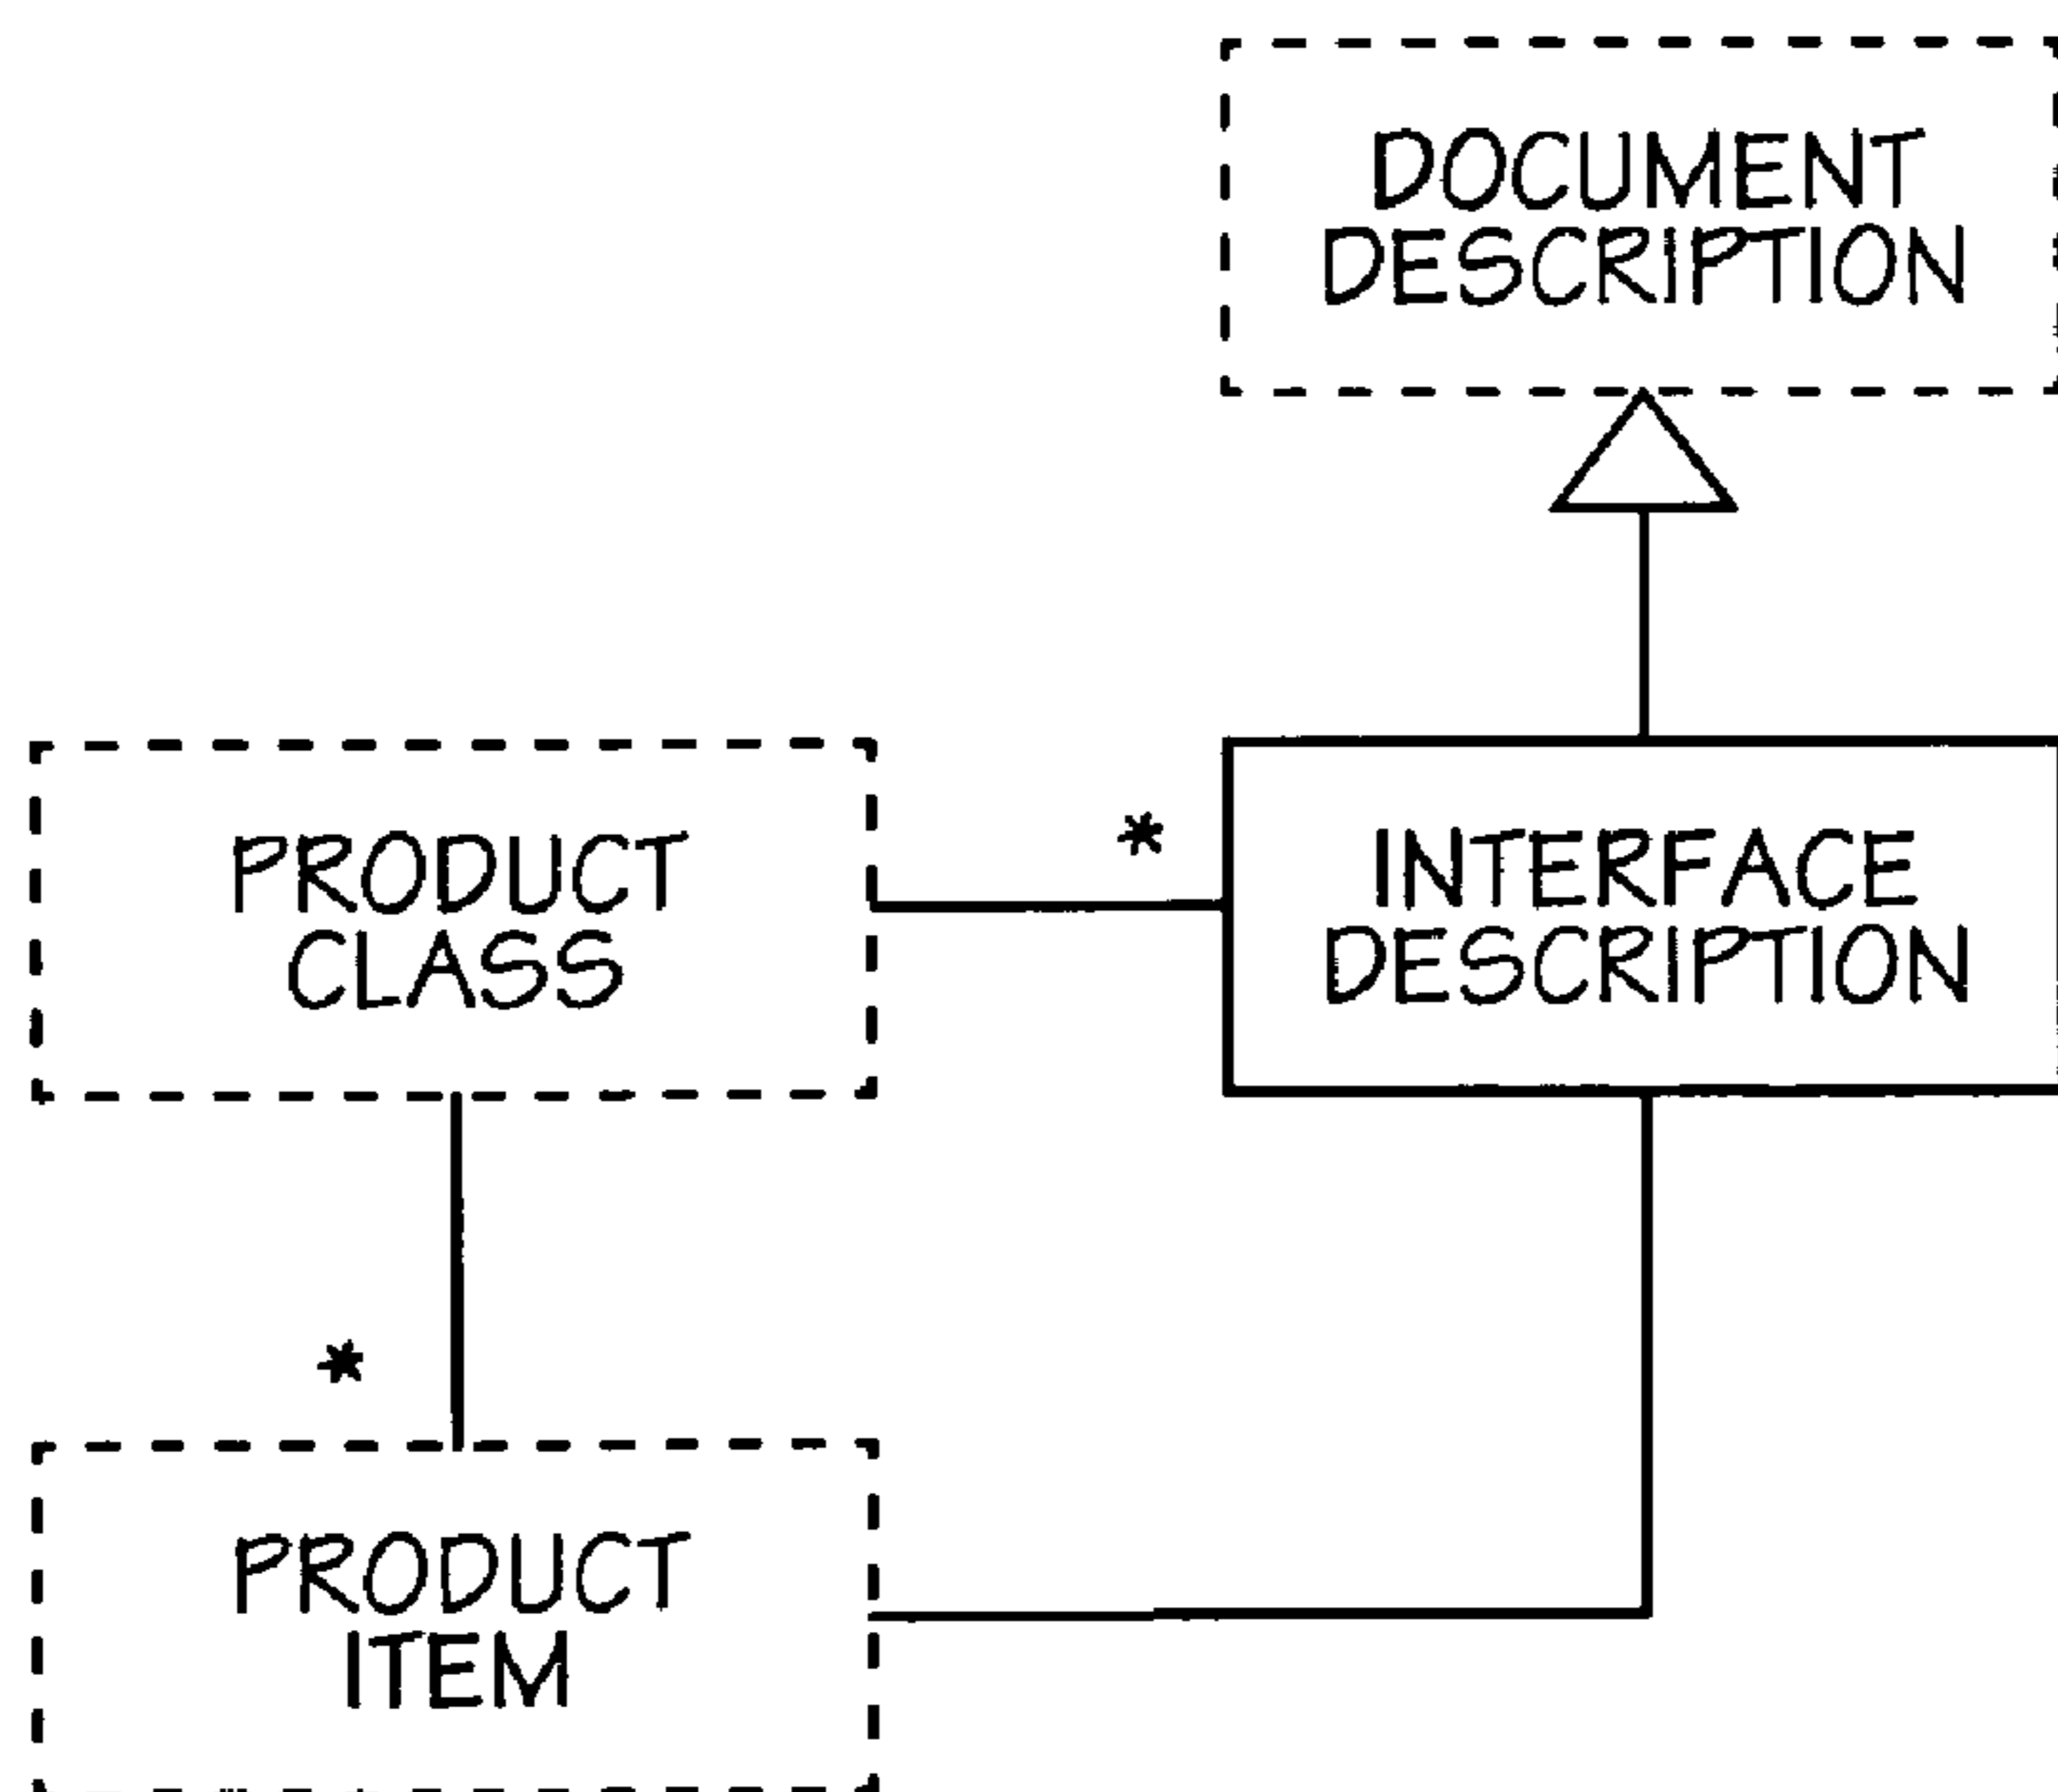 DOCUMENT
DESCRIPTION
PRODUCT
CLASS
*
INTERFACE
DESCRIPTION
*
PRODUCT
ITEM